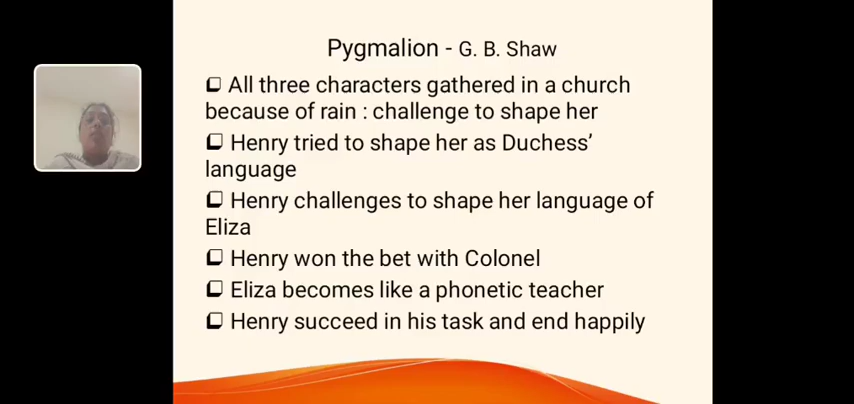 Pygmalion - G. B. Shaw
❑ All three characters gathered in a church
because of rain : challenge to shape her
❑ Henry tried to shape her as Duchess’
language
❑ Henry challenges to shape her language of
Eliza
❑ Henry won the bet with Colonel
❑ Eliza becomes like a phonetic teacher
❑ Henry succeed in his task and end happily